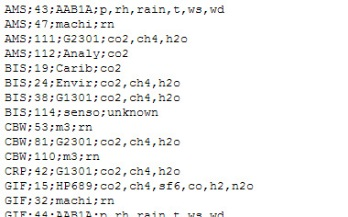 AMS;43;AAB1A;p,rh,rain,t,ws,wd
AMS;47;machi;rn
AMS;111;G2301;co2,ch4,h2o
AMS;112;Analy;co2
BIS;19;Carib;co2
BIS;24;Envir;co2,ch4,h2o
BIS;38;G1301;co2,ch4,h2o
BIS;114;senso;unknown
CBW;53;m3;rn
CBW;81;G2301;co2,ch4,h2o
CBW;110;m3;rn
CRP;42;G1301;co2,ch4,h2o
GIF;15;HP689;co2,ch4,sf6,co,h2,n2o
GIF;32;machi;rn
GIF;44;AAB1A;p,rh,rain,t,ws,wd